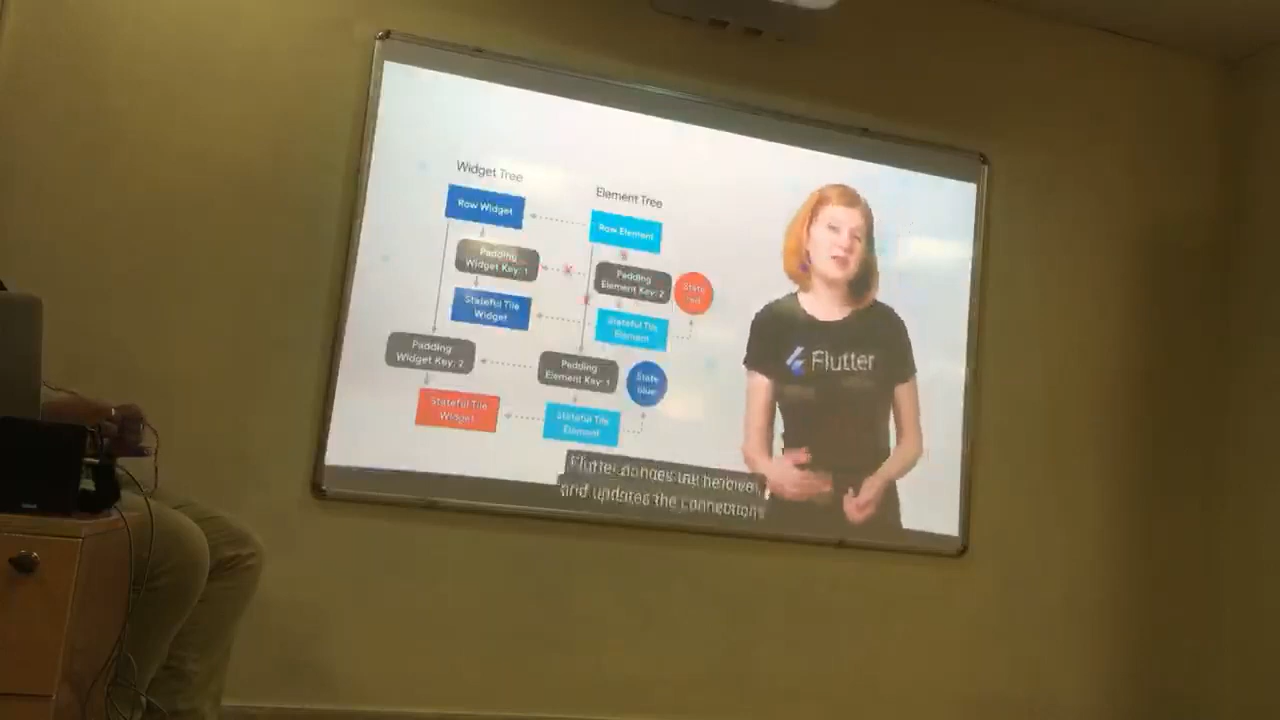 Widget Tree
Element Tree
Row Widget
Row Element
Padding
Widget Key: 1
Padding
Element Key: 2
State
red
Stateful Tile
Widget
Stateful Tile
Element
Padding
Widget Key: 2
Padding
Element Key: 1
State
blue
Stateful Tile
Widget
Stateful Tile
Element
Flutter
Flutter
and updates the connections